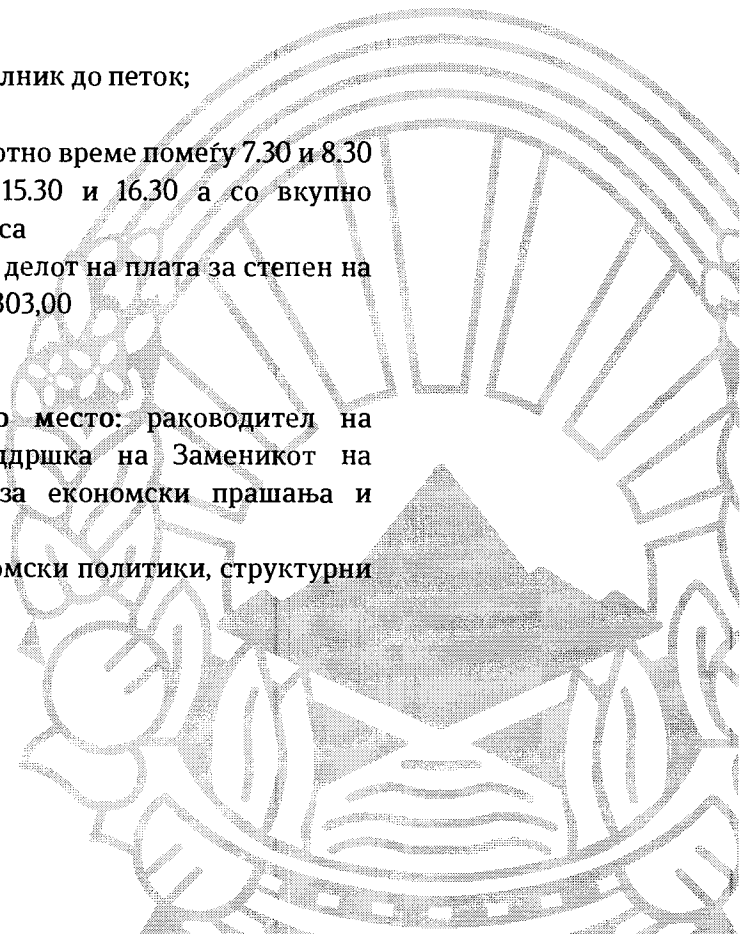 лник до петок;
отно време помеѓу 7.30 и 8.30
15.30 и 16.30 а со вкупно
са
делот на плата за степен на
303,00
о место: раководител на
ддршка на Заменикот на
за економски прашања и
омски политики, структурни